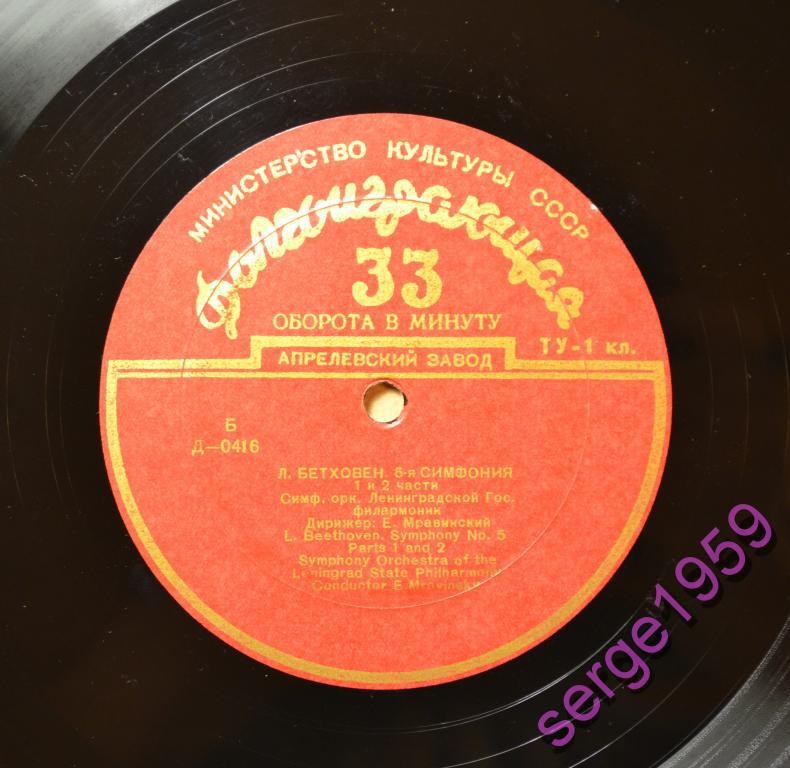 МИНИСТЕРСТВО КУЛЬТУРЫ СССР
Долгоиграющая
33
ОБОРОТА В МИНУТУ
ТУ-1 кл.
АПРЕЛЕВСКИЙ ЗАВОД
Б
Д—0416
Л. БЕТХОВЕН. 5-я СИМФОНИЯ
1 и 2 части
Симф. орк. Ленинградской Гос.
филармонии
Дирижер: Е. Мравинский
L. Beethoven. Symphony No. 5
Parts 1 and 2
Symphony Orchestra of the
Leningrad State Philharmony
Conductor E. Mravinsky
serge1959